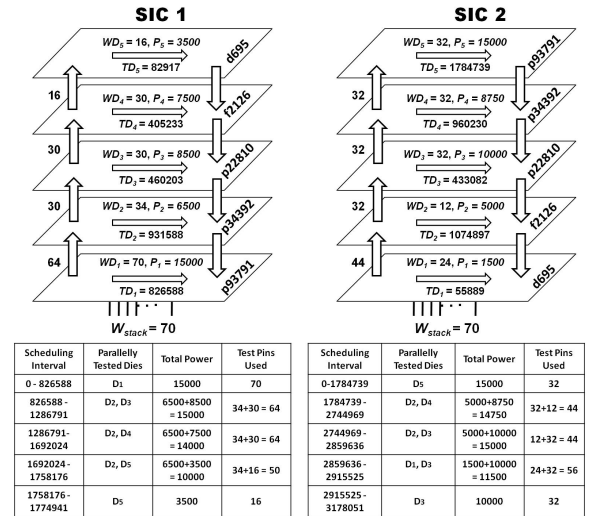 SIC 1
WD5 = 16, P5 = 3500
TD5 = 82917
d695
16
WD4 = 30, P4 = 7500
TD4 = 405233
f2126
30
WD3 = 30, P3 = 8500
TD3 = 460203
p22810
30
WD2 = 34, P2 = 6500
TD2 = 931588
p34392
64
WD1 = 70, P1 = 15000
TD1 = 826588
p93791
Wstack = 70
SIC 2
WD5 = 32, P5 = 15000
TD5 = 1784739
p93791
32
WD4 = 32, P4 = 8750
TD4 = 960230
p34392
32
WD3 = 32, P3 = 10000
TD3 = 433082
p22810
32
WD2 = 12, P2 = 5000
TD2 = 1074897
f2126
44
WD1 = 24, P1 = 1500
TD1 = 55889
d695
Wstack = 70
Scheduling Interval
Parallelly Tested Dies
Total Power
Test Pins Used
0 - 826588
D1
15000
70
826588 - 1286791
D2, D3
6500+8500 = 15000
34+30 = 64
1286791- 1692024
D2, D4
6500+7500 = 14000
34+30 = 64
1692024 - 1758176
D2, D5
6500+3500 = 10000
34+16 = 50
1758176 - 1774941
D5
3500
16
Scheduling Interval
Parallelly Tested Dies
Total Power
Test Pins Used
0-1784739
D5
15000
32
1784739 - 2744969
D2, D4
5000+8750 = 14750
32+12 = 44
2744969 - 2859636
D2, D3
5000+10000 = 15000
12+32 = 44
2859636 - 2915525
D1, D3
1500+10000 = 11500
24+32 = 56
2915525 - 3178051
D3
10000
32